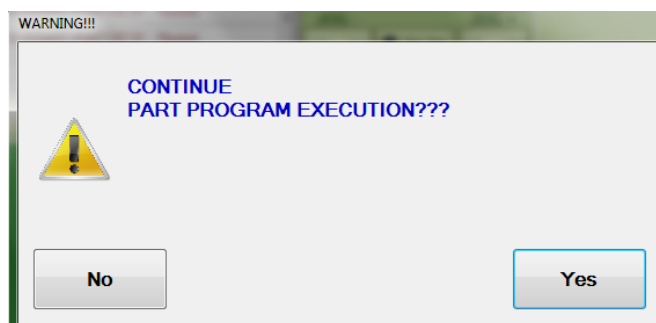 WARNING!!!
CONTINUE
PART PROGRAM EXECUTION???
No
Yes